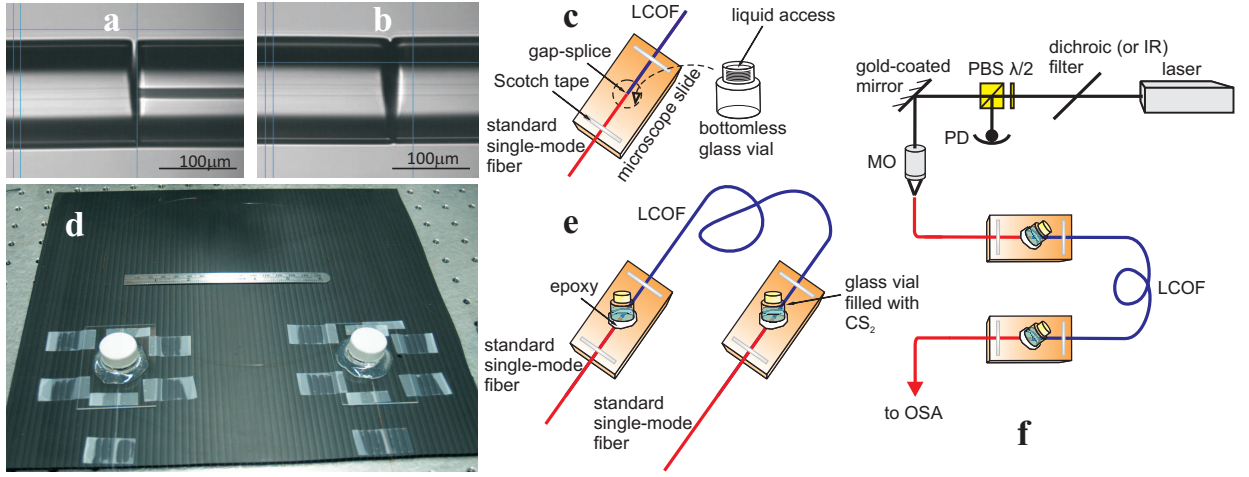 a
100μm
b
100μm
c
LCOF
liquid access
gap-splice
Scotch tape
standard
single-mode
fiber
microscope slide
bottomless
glass vial
d
e
LCOF
epoxy
glass vial
filled with
CS₂
standard
single-mode
fiber
standard
single-mode
fiber
dichroic (or IR)
filter
laser
PBS λ/2
gold-coated
mirror
PD
MO
LCOF
to OSA
f